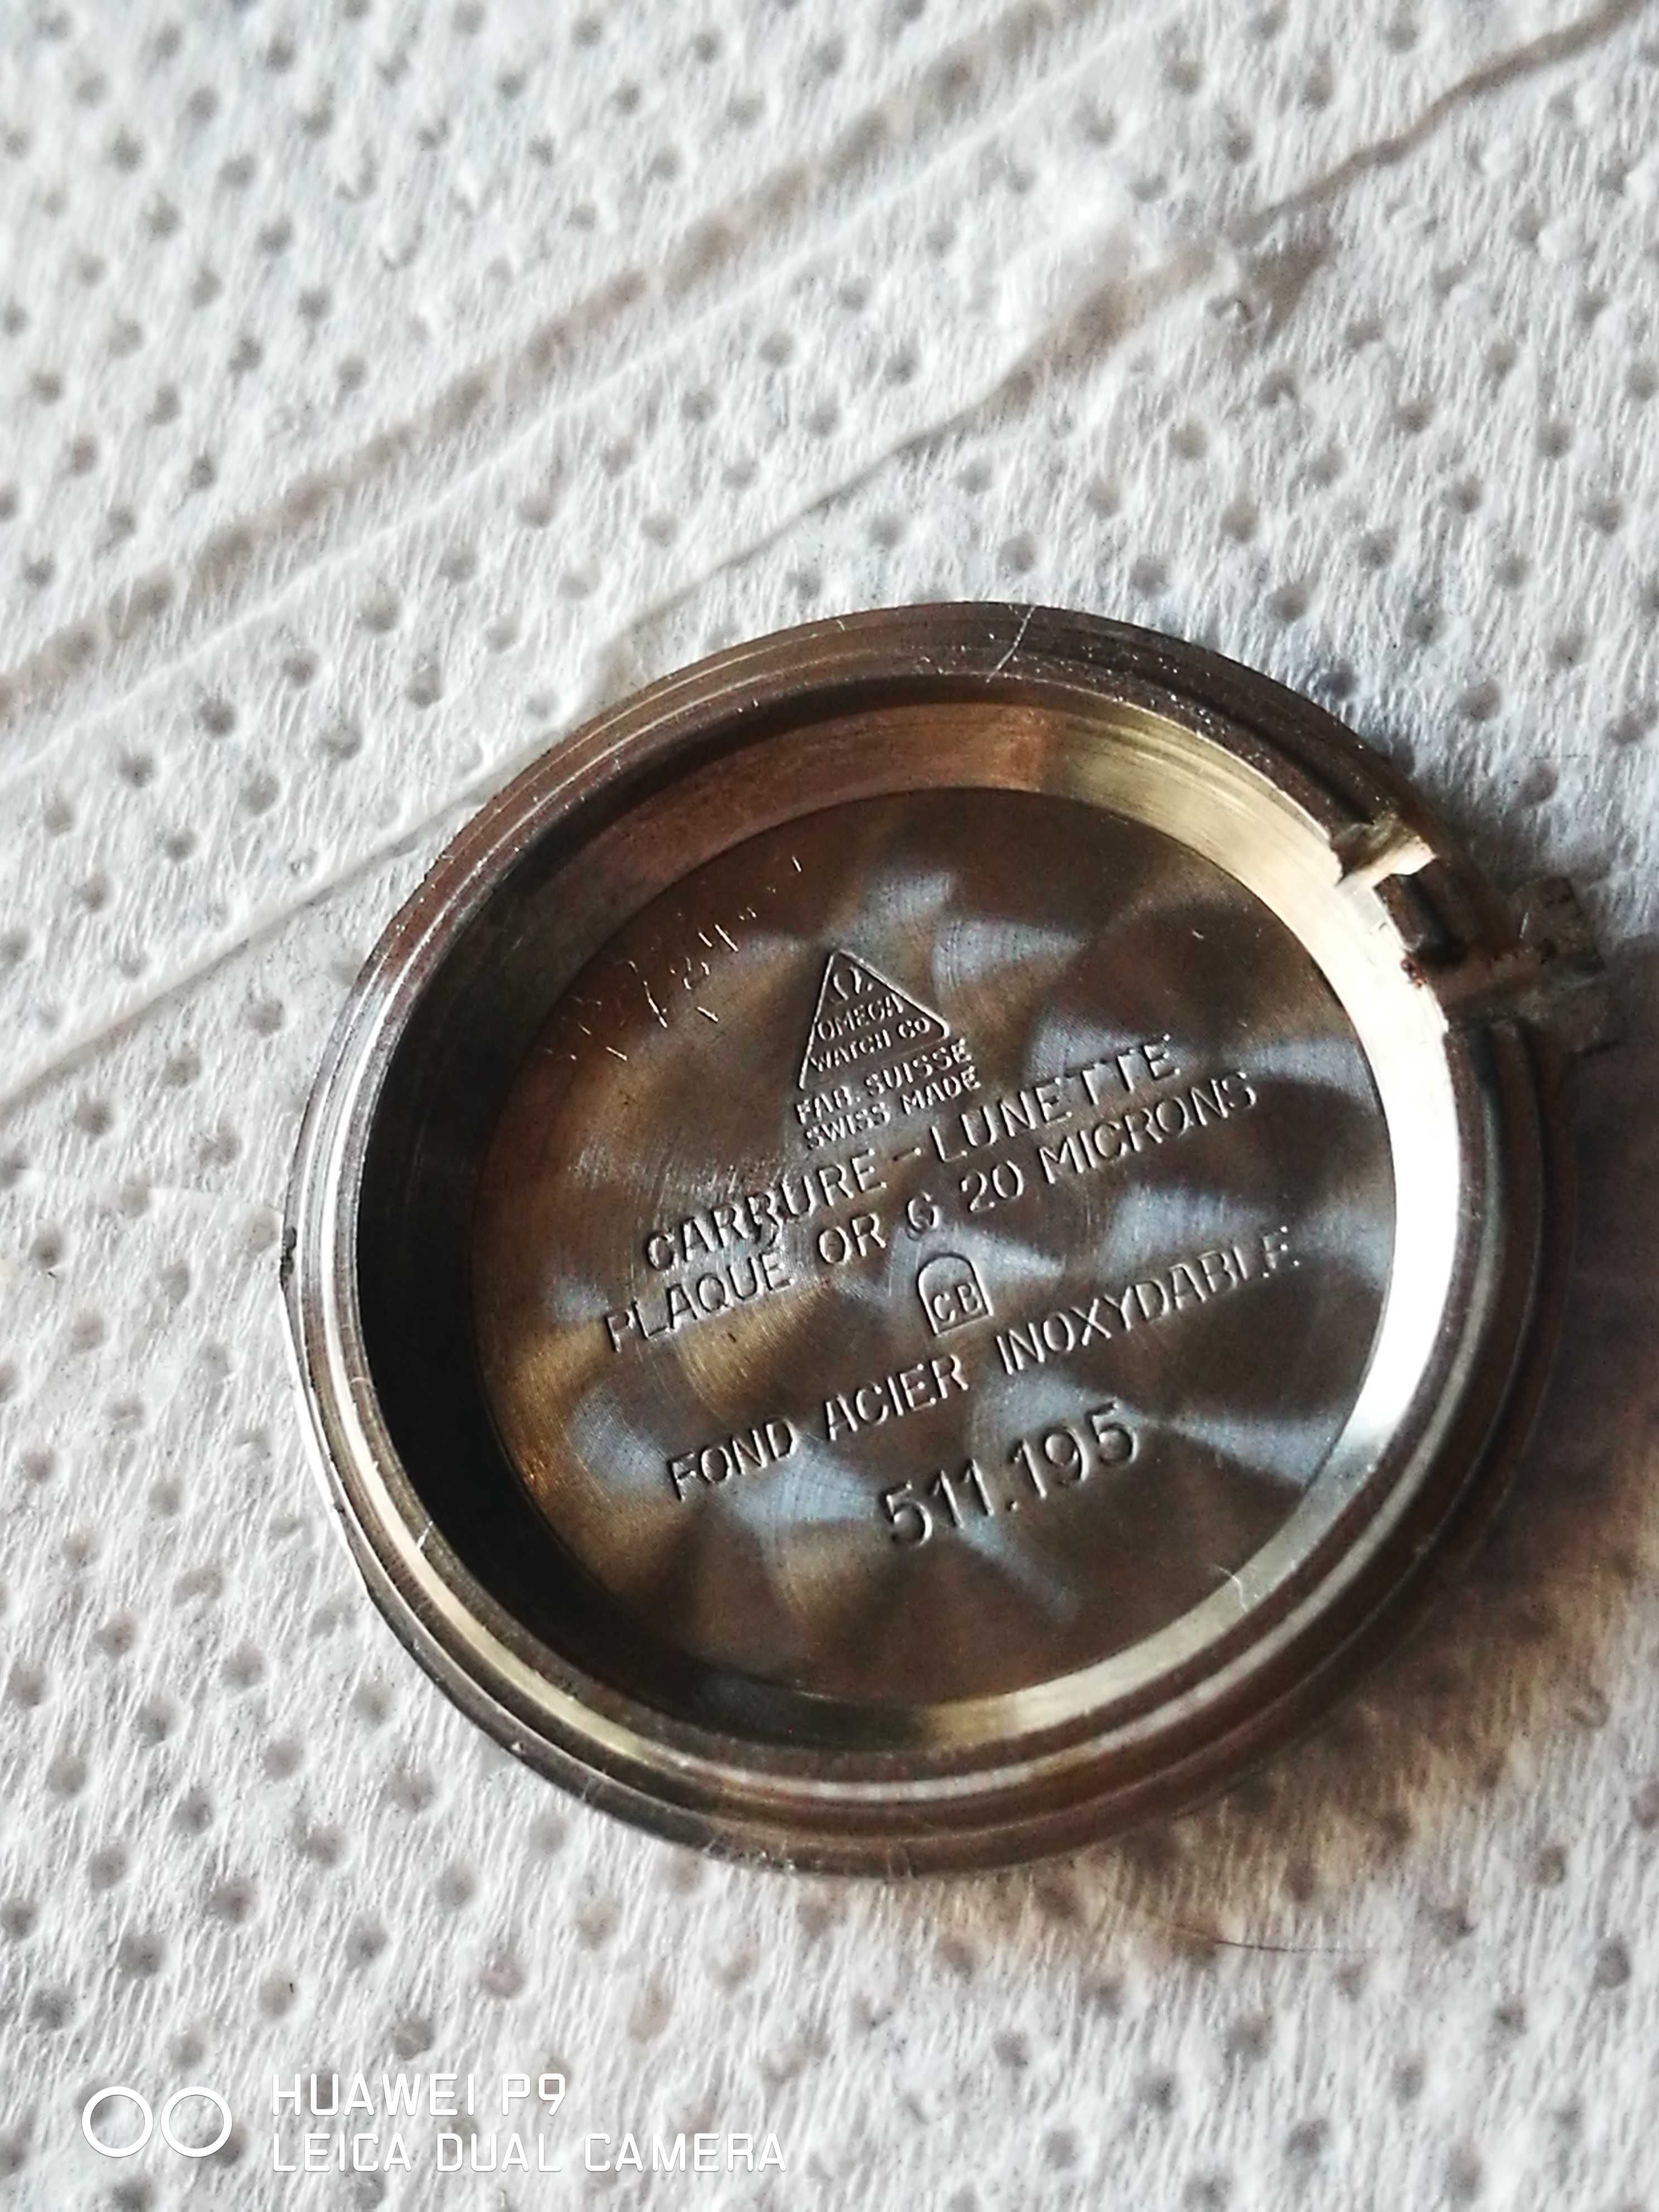 Ω
OMEGA
WATCH CO
FAB. SUISSE
SWISS MADE
CARRURE - LUNETTE
PLAQUÉ OR G 20 MICRONS
CB
FOND ACIER INOXYDABLE
511.195
HUAWEI P9
LEICA DUAL CAMERA